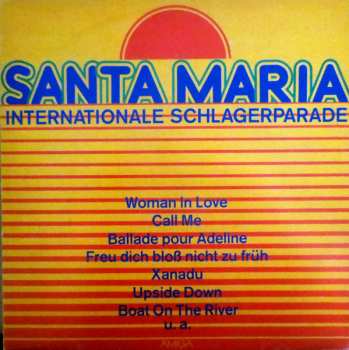 SANTA MARIA
INTERNATIONALE SCHLAGERPARADE
Woman in Love
Call Me
Ballade pour Adeline
Freu dich bloß nicht zu früh
Xanadu
Upside Down
Boat On The River
u. a.
AMIGA